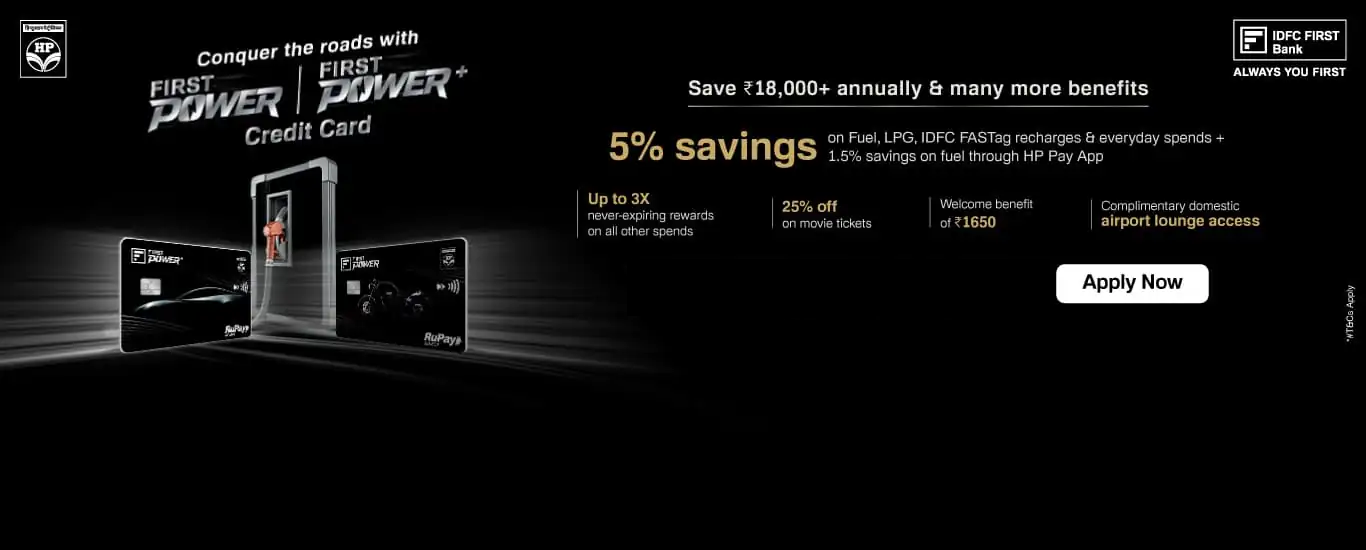 हिन्दुस्तान पेट्रोलियम
HP
Conquer the roads with
FIRST POWER
FIRST POWER+
Credit Card
FIRST
POWER+
RuPay
FIRST
POWER
RuPay
IDFC FIRST
Bank
ALWAYS YOU FIRST
Save ₹18,000+ annually & many more benefits
5% savings
on Fuel, LPG, IDFC FASTag recharges & everyday spends +
1.5% savings on fuel through HP Pay App
Up to 3X
never-expiring rewards
on all other spends
25% off
on movie tickets
Welcome benefit
of ₹1650
Complimentary domestic
airport lounge access
Apply Now
*#T&Cs Apply